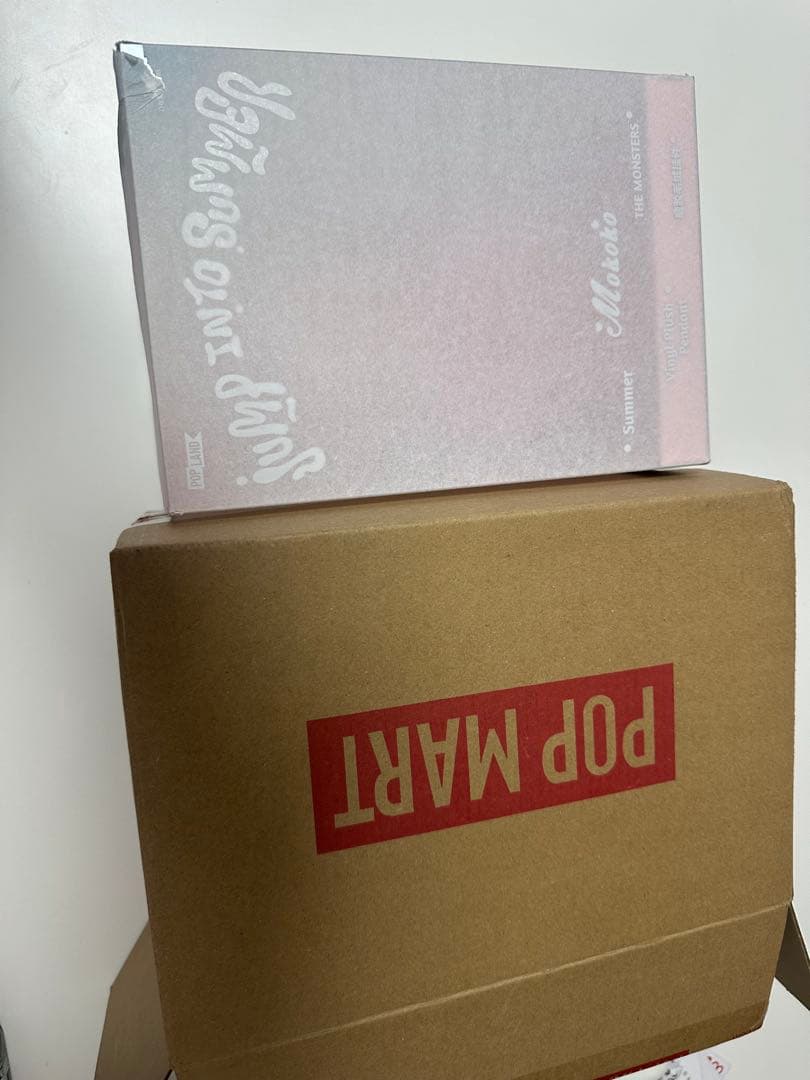 POP LAND
JUMP INTO SUMMER
• Summer
Mokoko
THE MONSTERS •
Vinyl Plush •
Pendant
POP MART